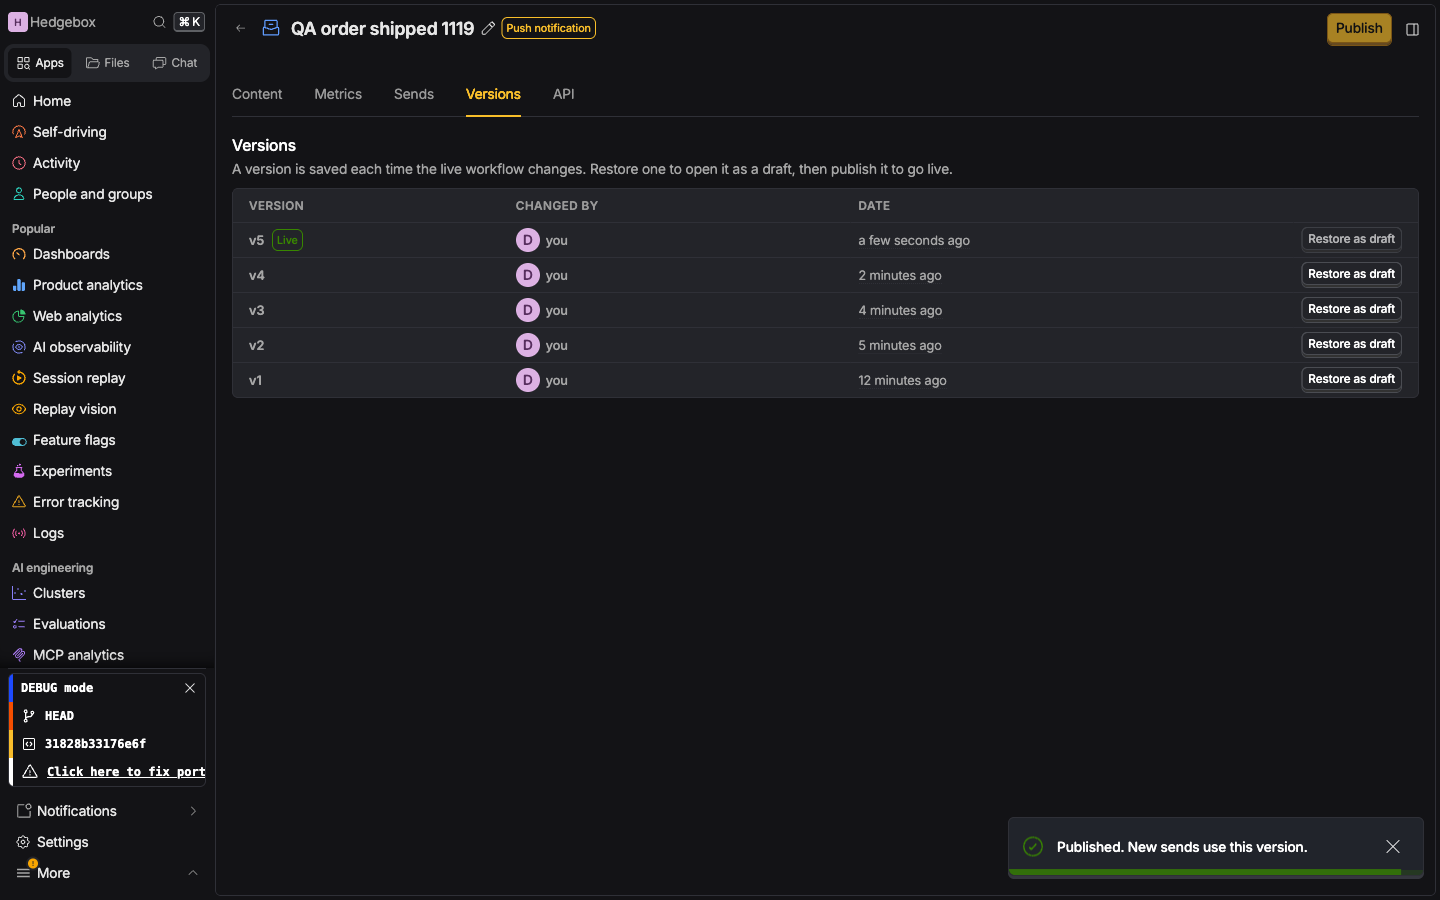 H Hedgebox ⌘ K
Apps Files Chat
Home
Self-driving
Activity
People and groups
Popular
Dashboards
Product analytics
Web analytics
AI observability
Session replay
Replay vision
Feature flags
Experiments
Error tracking
Logs
AI engineering
Clusters
Evaluations
MCP analytics
DEBUG mode
HEAD
31828b33176e6f
Click here to fix port
Notifications
Settings
More
QA order shipped 1119 Push notification Publish
Content Metrics Sends Versions API
Versions
A version is saved each time the live workflow changes. Restore one to open it as a draft, then publish it to go live.
VERSION CHANGED BY DATE
v5 Live D you a few seconds ago Restore as draft
v4 D you 2 minutes ago Restore as draft
v3 D you 4 minutes ago Restore as draft
v2 D you 5 minutes ago Restore as draft
v1 D you 12 minutes ago Restore as draft
Published. New sends use this version.